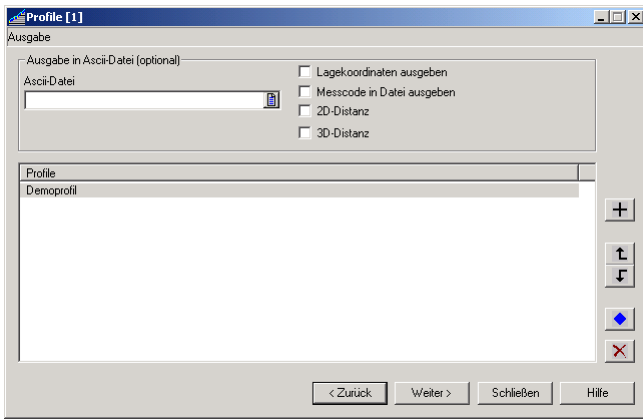 Profile [1]
Ausgabe
Ausgabe in Ascii-Datei (optional)
Ascii-Datei
Lagekoordinaten ausgeben
Messcode in Datei ausgeben
2D-Distanz
3D-Distanz
Profile
Demoprofil
< Zurück
Weiter >
Schließen
Hilfe